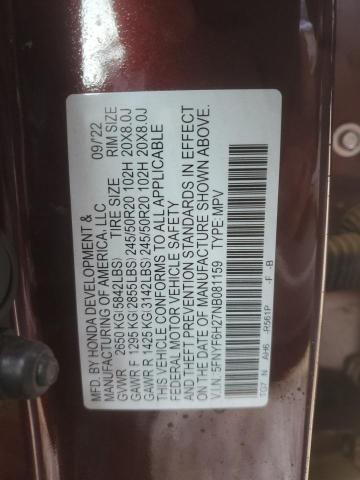 MFD. BY HONDA DEVELOPMENT & 09/'22
MANUFACTURING OF AMERICA, LLC
GVWR 2650 KG(5842LBS) TIRE SIZE RIM SIZE
GAWR F 1295 KG(2855LBS) 245/50R20 102H 20X8.0J
GAWR R 1425 KG(3142LBS) 245/50R20 102H 20X8.0J
THIS VEHICLE CONFORMS TO ALL APPLICABLE
FEDERAL MOTOR VEHICLE SAFETY
AND THEFT PREVENTION STANDARDS IN EFFECT
ON THE DATE OF MANUFACTURE SHOWN ABOVE.
V.I.N: 5FNYF6H27NB081159 TYPE: MPV
TG7 N AH6 -R561P -F -B